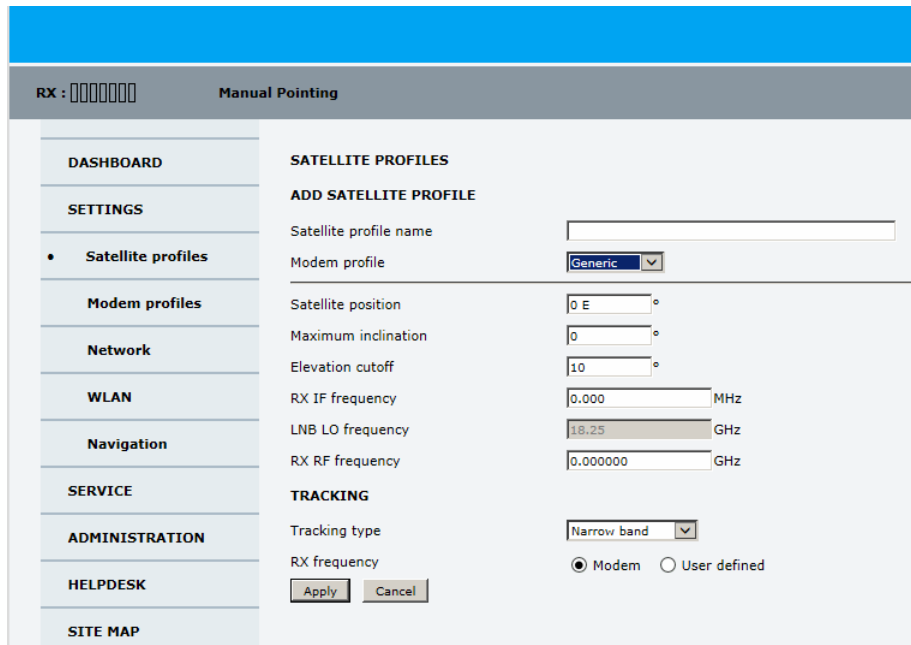 RX : Manual Pointing
DASHBOARD
SETTINGS
• Satellite profiles
Modem profiles
Network
WLAN
Navigation
SERVICE
ADMINISTRATION
HELPDESK
SITE MAP
SATELLITE PROFILES
ADD SATELLITE PROFILE
Satellite profile name
Modem profile Generic
Satellite position 0 E °
Maximum inclination 0 °
Elevation cutoff 10 °
RX IF frequency 0.000 MHz
LNB LO frequency 18.25 GHz
RX RF frequency 0.000000 GHz
TRACKING
Tracking type Narrow band
RX frequency Modem User defined
Apply Cancel